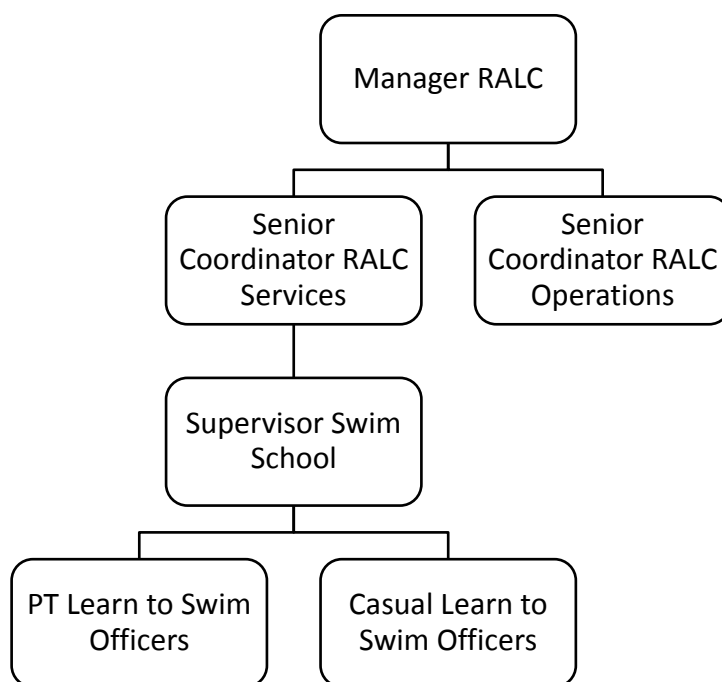 Manager RALC
Senior
Coordinator RALC
Services
Senior
Coordinator RALC
Operations
Supervisor Swim
School
PT Learn to Swim
Officers
Casual Learn to
Swim Officers